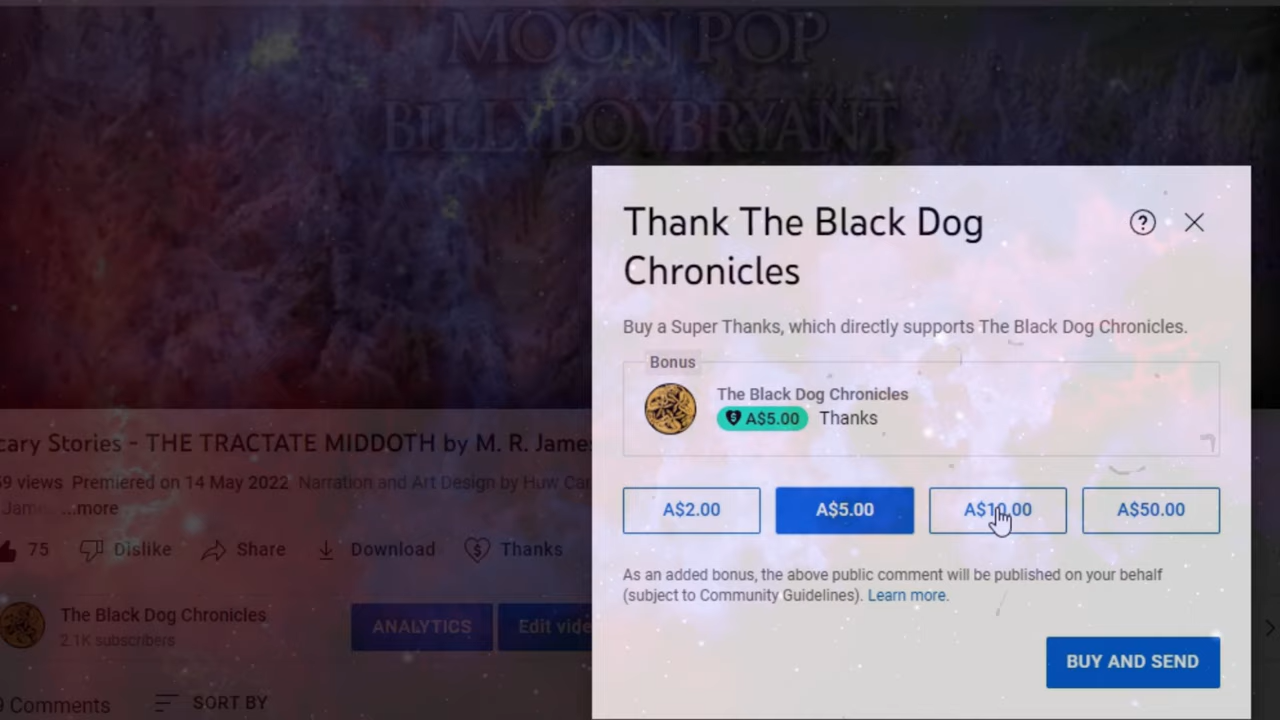 MOON POP
BILLYBOYBRYANT
Thank The Black Dog
Chronicles
Buy a Super Thanks, which directly supports The Black Dog Chronicles.
Bonus
The Black Dog Chronicles
A$5.00 Thanks
A$2.00 A$5.00 A$10.00 A$50.00
As an added bonus, the above public comment will be published on your behalf
(subject to Community Guidelines). Learn more.
BUY AND SEND
Stories - THE TRACTATE MIDDOTH by M. R.
views Premiered on 14 May 2022 Narration and Art Design by Huw
...more
75 Dislike Share Download Thanks
The Black Dog Chronicles
2.1K subscribers
ANALYTICS Edit
Comments SORT BY